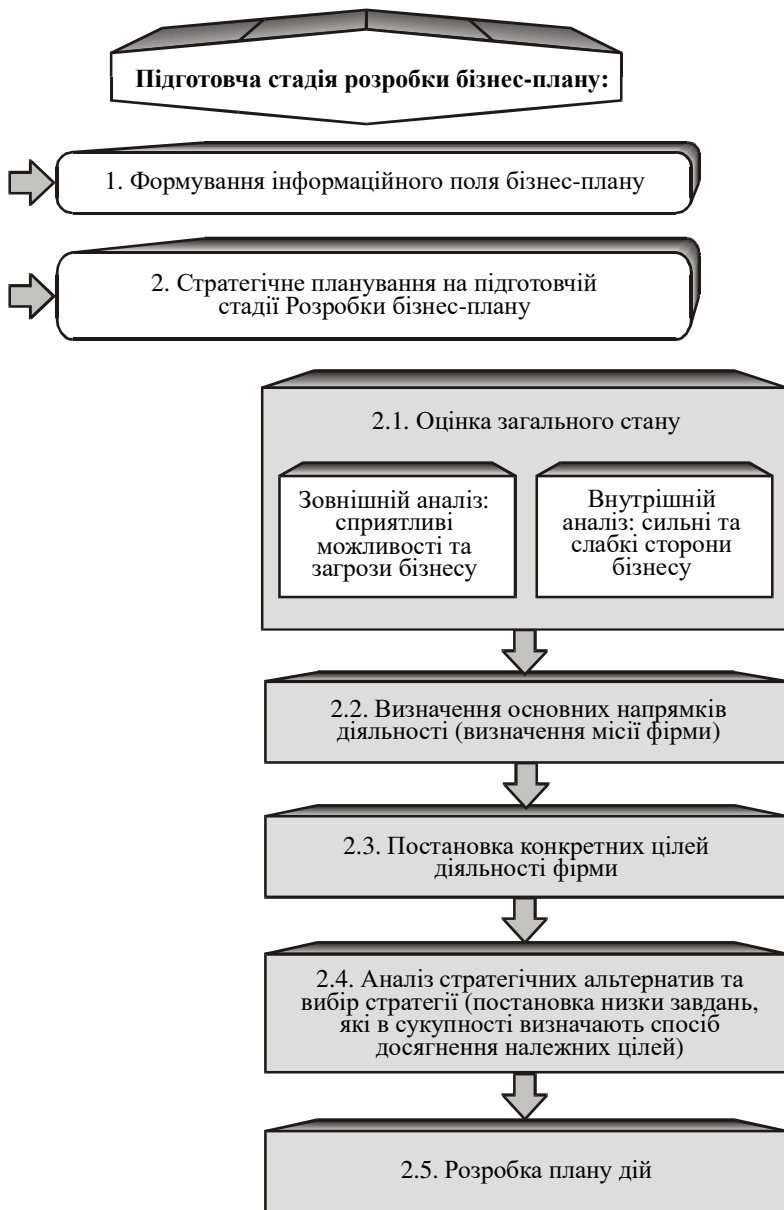 Підготовча стадія розробки бізнес-плану:
1. Формування інформаційного поля бізнес-плану
2. Стратегічне планування на підготовчій
стадії Розробки бізнес-плану
2.1. Оцінка загального стану
Зовнішній аналіз:
сприятливі
можливості та
загрози бізнесу
Внутрішній
аналіз: сильні та
слабкі сторони
бізнесу
2.2. Визначення основних напрямків
діяльності (визначення місії фірми)
2.3. Постановка конкретних цілей
діяльності фірми
2.4. Аналіз стратегічних альтернатив та
вибір стратегії (постановка низки завдань,
які в сукупності визначають спосіб
досягнення належних цілей)
2.5. Розробка плану дій